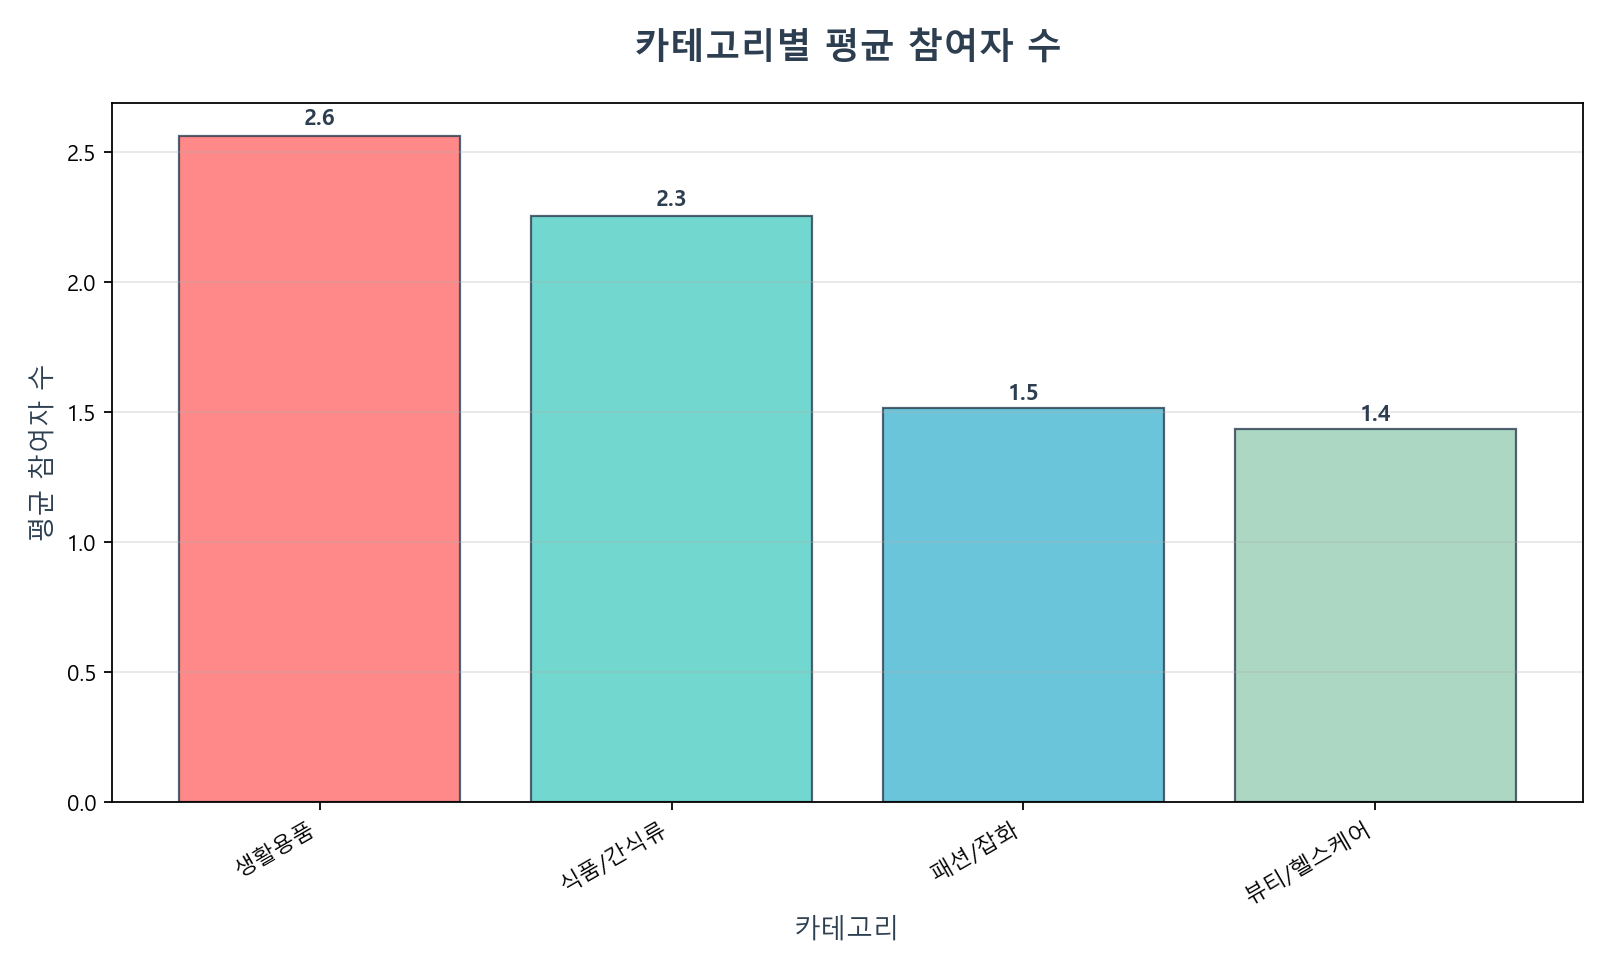 카테고리별 평균 참여자 수
평균 참여자 수
2.5
2.0
1.5
1.0
0.5
0.0
2.6
2.3
1.5
1.4
생활용품
식품/간식류
패션/잡화
뷰티/헬스케어
카테고리